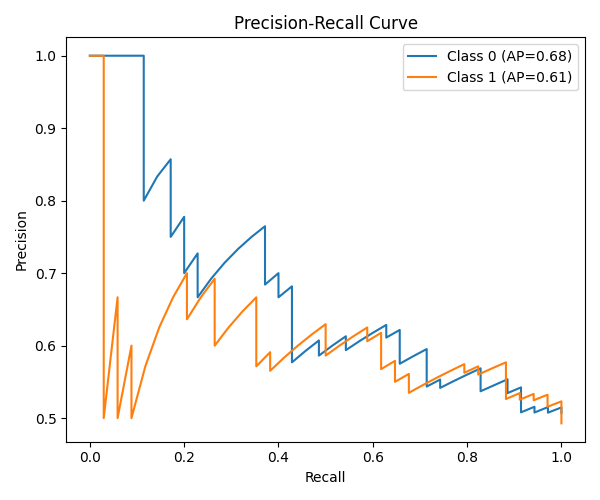 Precision-Recall Curve
Class 0 (AP=0.68)
Class 1 (AP=0.61)
Precision
1.0
0.9
0.8
0.7
0.6
0.5
0.0 0.2 0.4 0.6 0.8 1.0
Recall